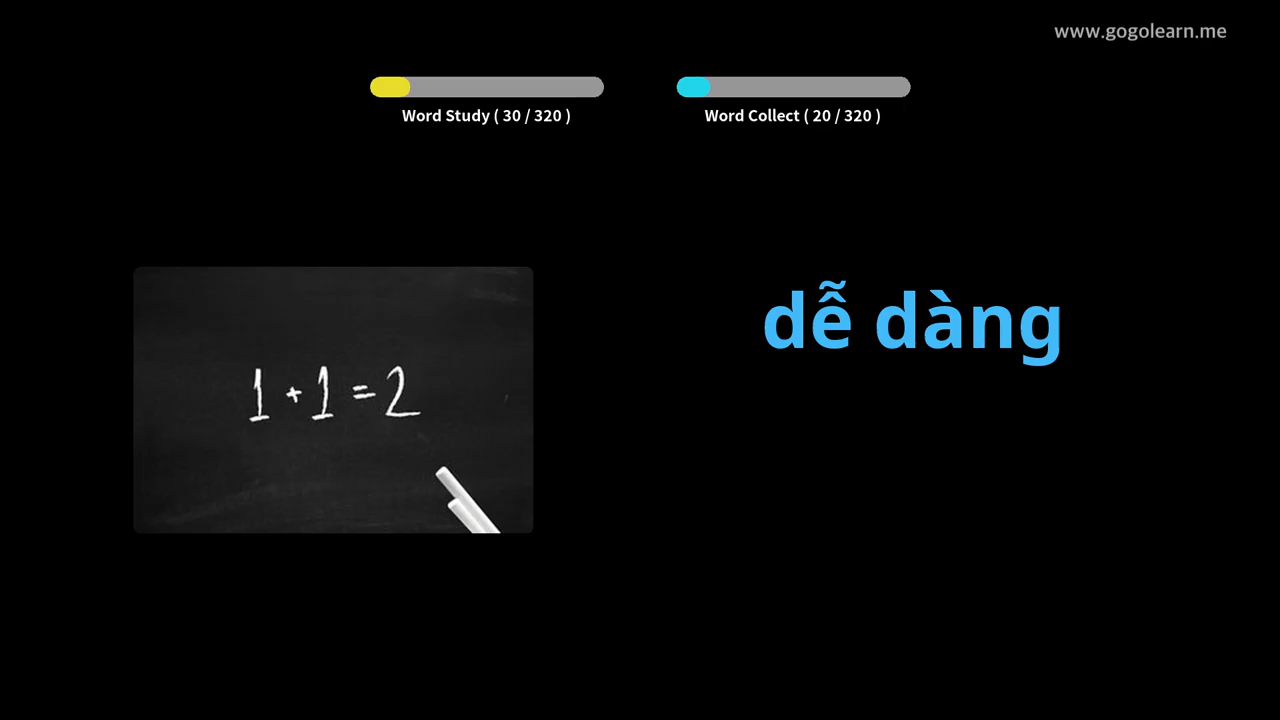 www.gogolearn.me
Word Study ( 30 / 320 )
Word Collect ( 20 / 320 )
dễ dàng
1 + 1 = 2